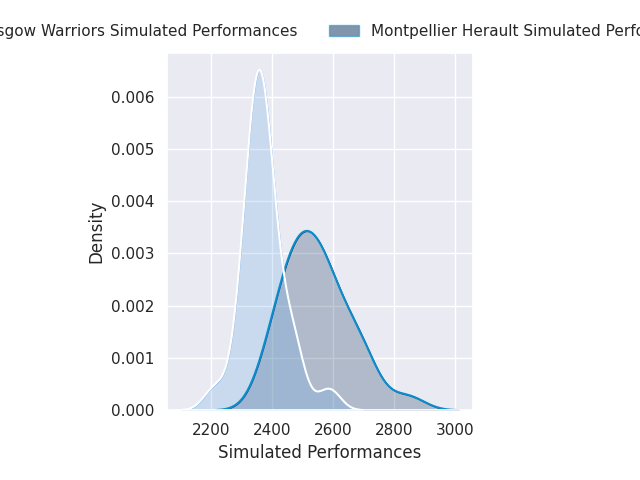 sgow Warriors Simulated Performances
Montpellier Herault Simulated Perfo
0.006
0.005
0.004
0.003
0.002
0.001
0.000
Density
2200 2400 2600 2800 3000
Simulated Performances